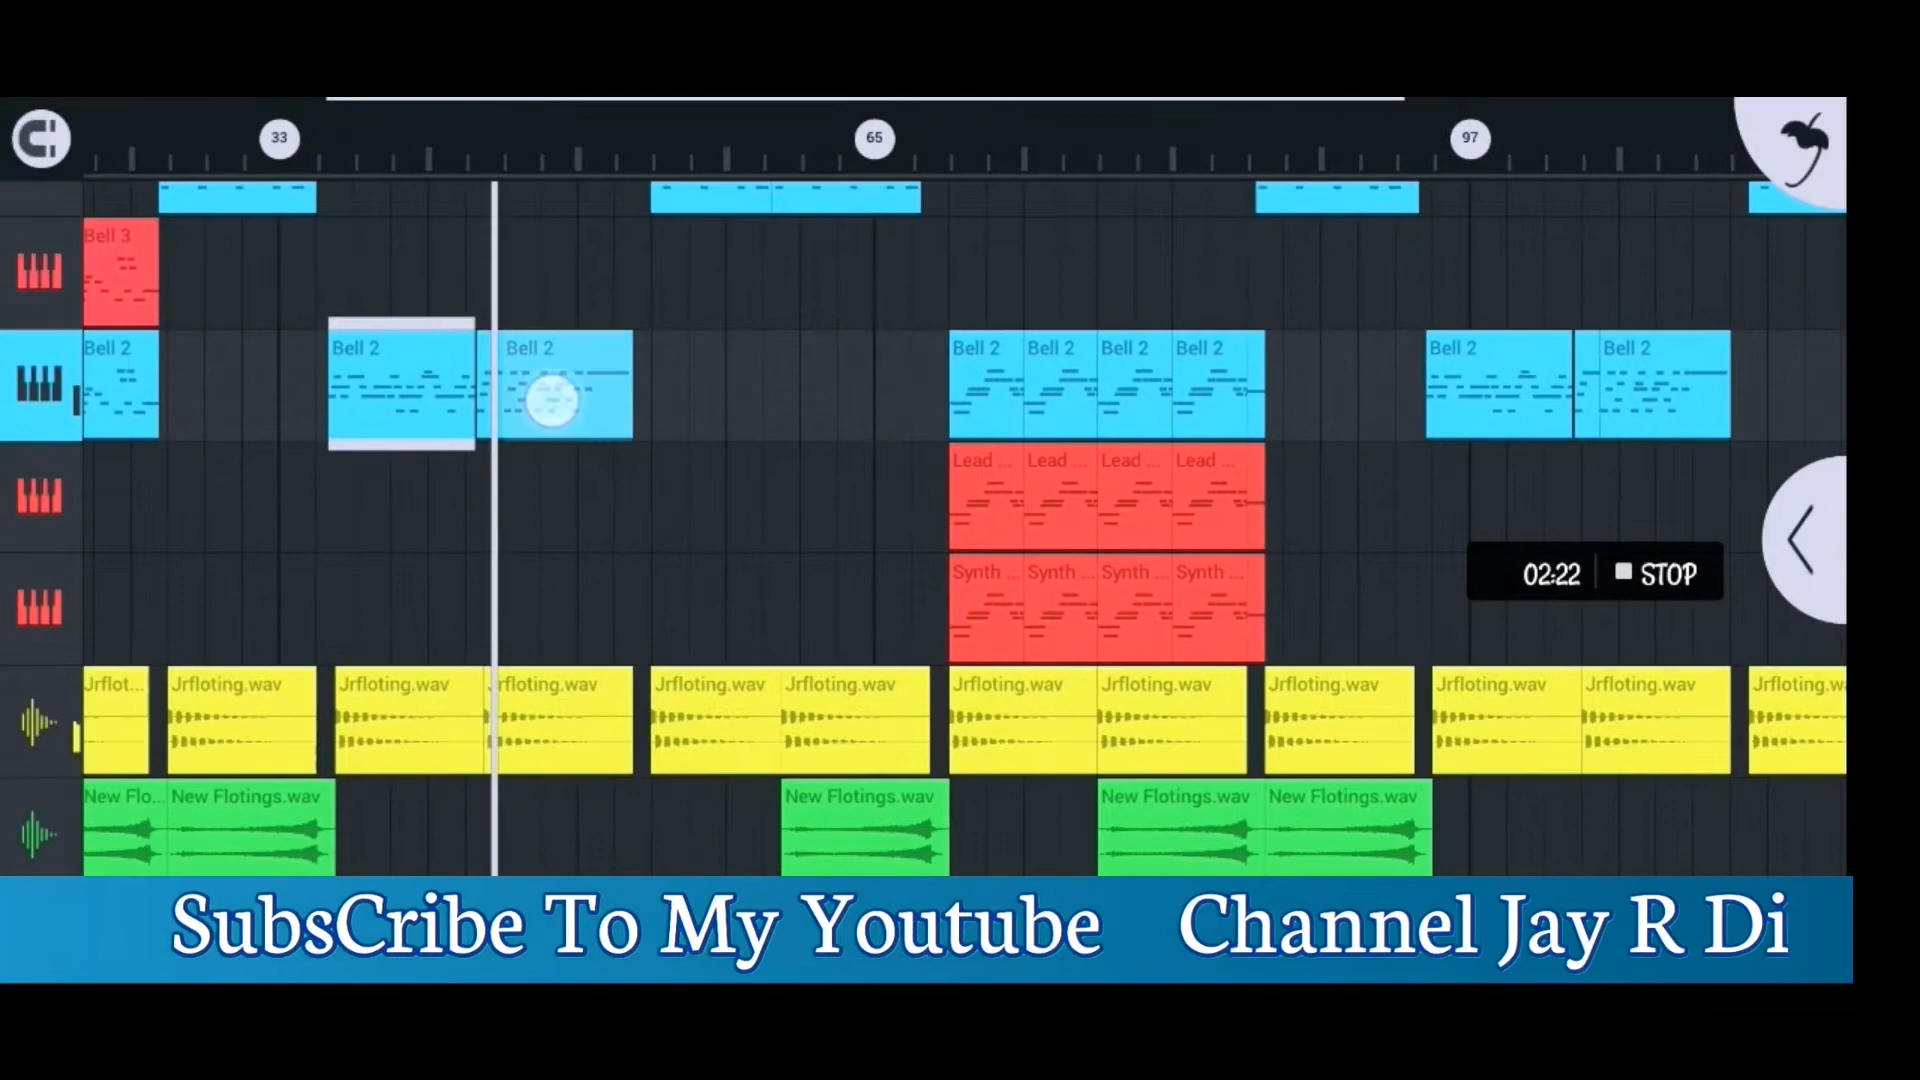 33 65 97
Bell 3
Bell 2 Bell 2 Bell 2 Bell 2 Bell 2 Bell 2 Bell 2 Bell 2 Bell 2
Lead ... Lead ... Lead ... Lead ...
02:22 STOP
Synth ... Synth ... Synth ... Synth ...
Jrflot... Jrfloting.wav Jrfloting.wav Jrfloting.wav Jrfloting.wav Jrfloting.wav Jrfloting.wav Jrfloting.wav Jrfloting.wav Jrfloting.wav Jrfloting.wav Jrfloting.w
New Flo... New Flotings.wav New Flotings.wav New Flotings.wav New Flotings.wav
SubsCribe To My Youtube Channel Jay R Di